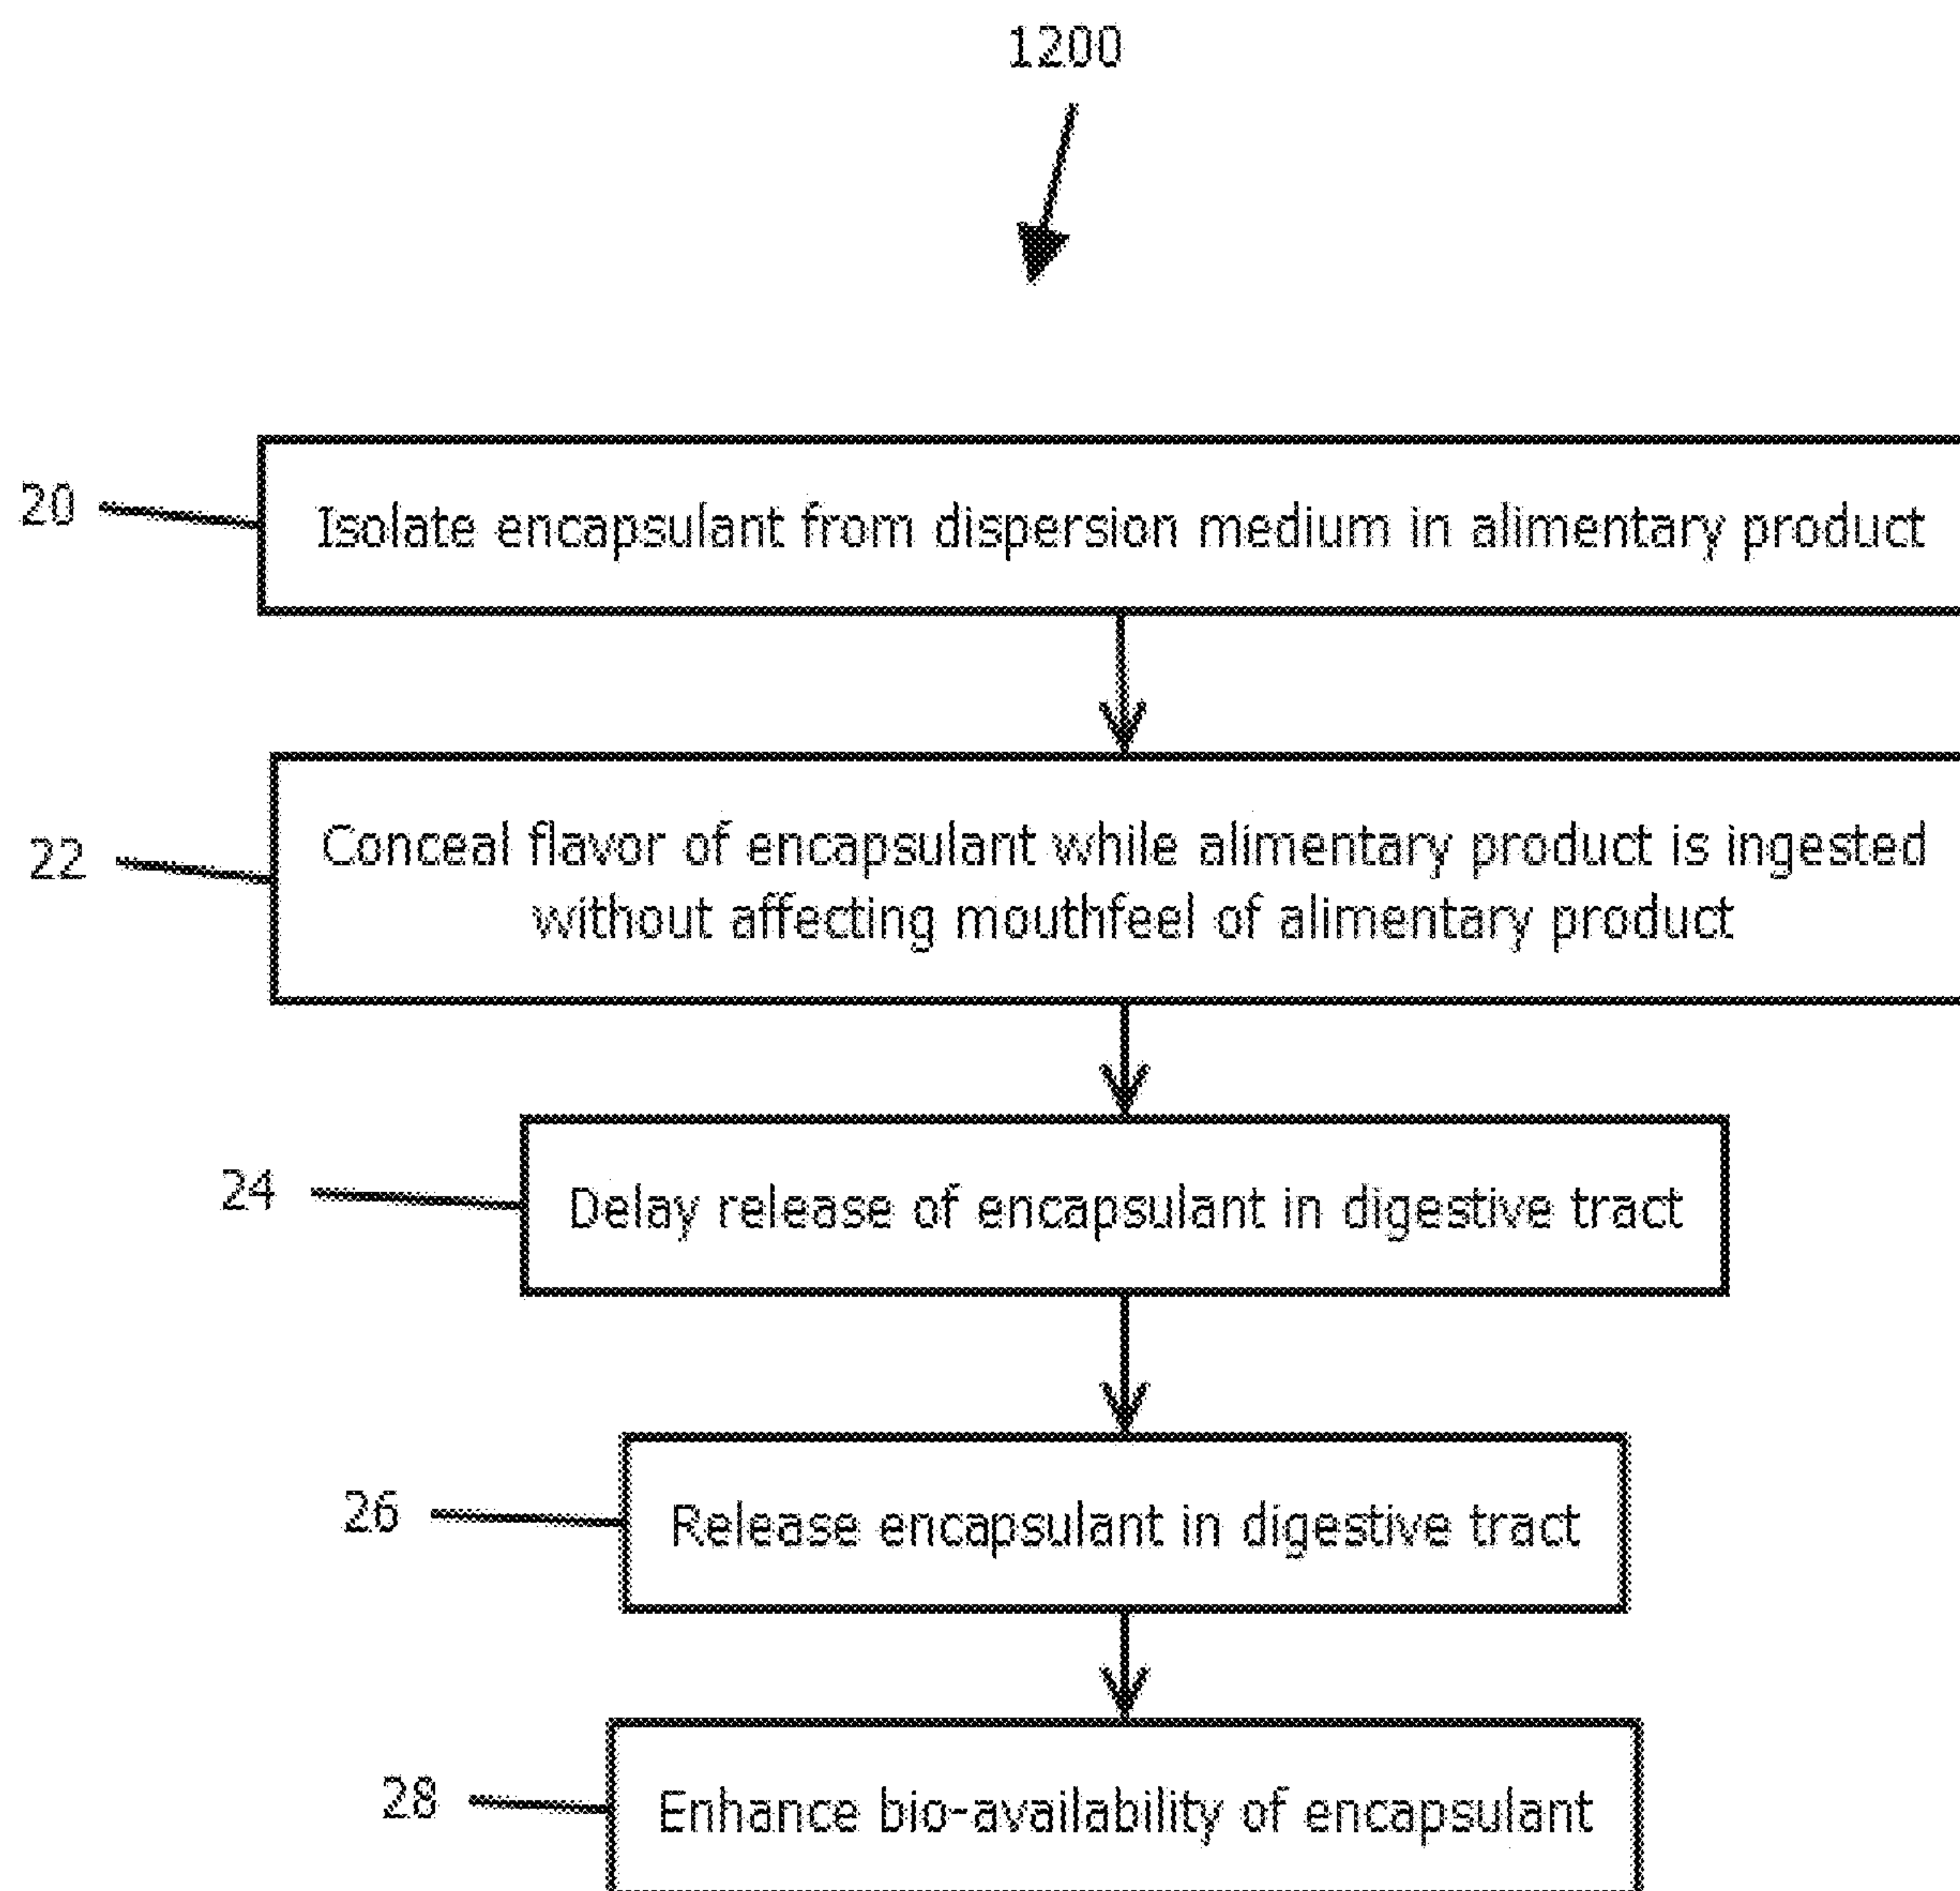 1200
20
Isolate encapsulant from dispersion medium in alimentary product
22
Conceal flavor of encapsulant while alimentary product is ingested
without affecting mouthfeel of alimentary product
24
Delay release of encapsulant in digestive tract
26
Release encapsulant in digestive tract
28
Enhance bio-availability of encapsulant